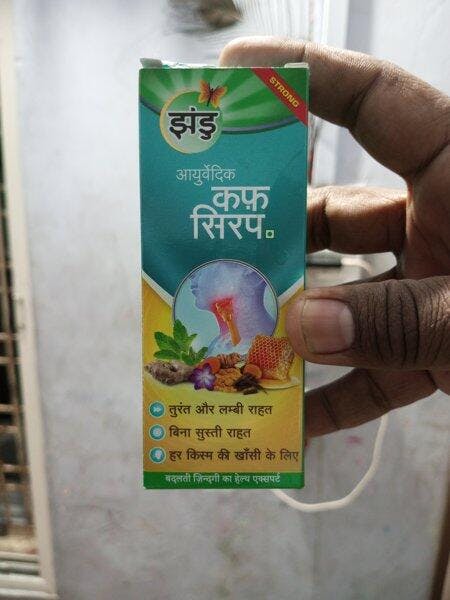 STRONG
झंडु
आयुर्वेदिक
कफ़
सिरप
तुरंत और लम्बी राहत
बिना सुस्ती राहत
हर किस्म की खाँसी के लिए
बदलती ज़िन्दगी का हेल्थ एक्सपर्ट